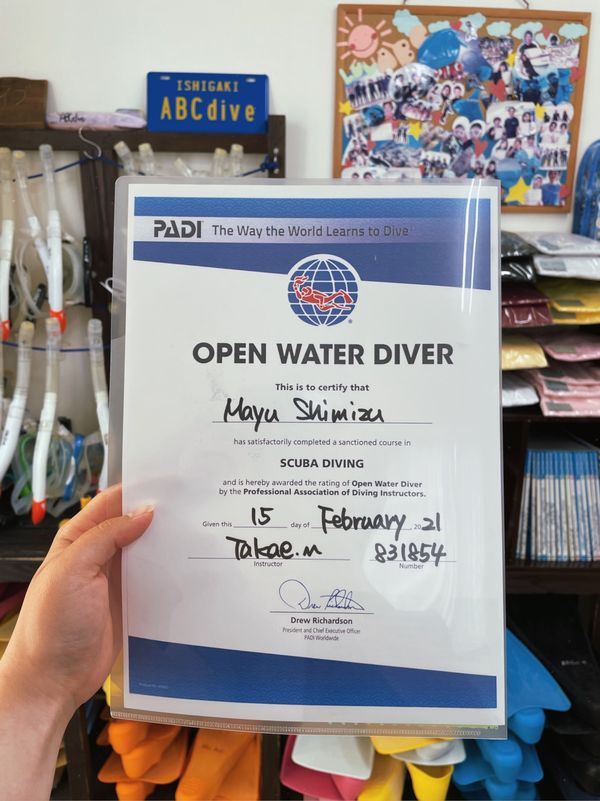 ISHIGAKI
ABCdive
PADI The Way the World Learns to Dive
OPEN WATER DIVER
This is to certify that
Mayu Shimizu
has satisfactorily completed a sanctioned course in
SCUBA DIVING
and is hereby awarded the rating of Open Water Diver
by the Professional Association of Diving Instructors.
Given this 15 day of February, 2021
Takae.m 831854
Instructor Number
Drew Richardson
President and Chief Executive Officer
PADI Worldwide